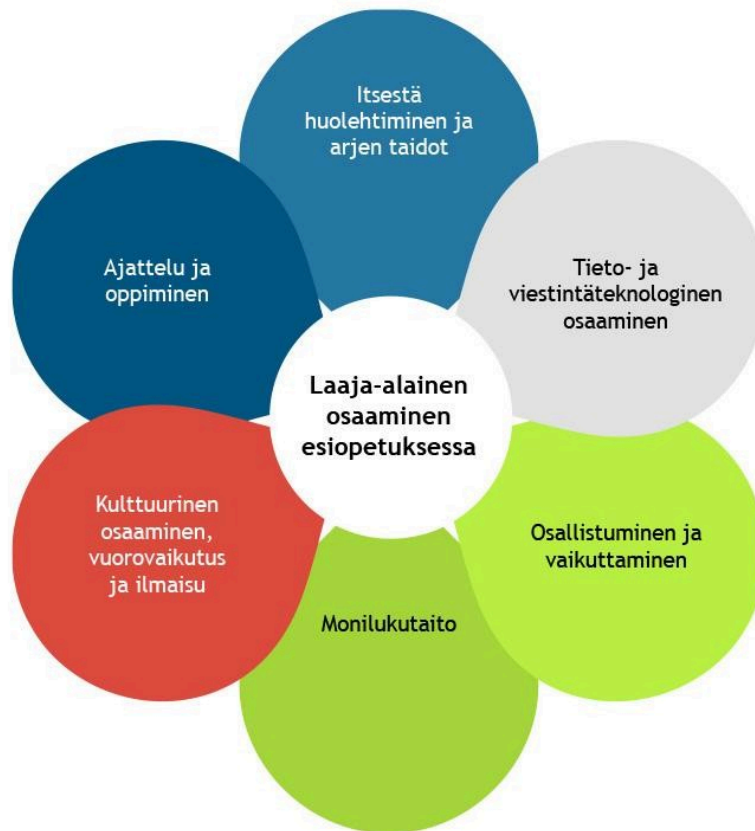 Itsestä
huolehtiminen ja
arjen taidot
Ajattelu ja
oppiminen
Tieto- ja
viestintäteknologinen
osaaminen
Laaja-alainen
osaaminen
esiopetuksessa
Kulttuurinen
osaaminen,
vuorovaikutus
ja ilmaisu
Osallistuminen ja
vaikuttaminen
Monilukutaito